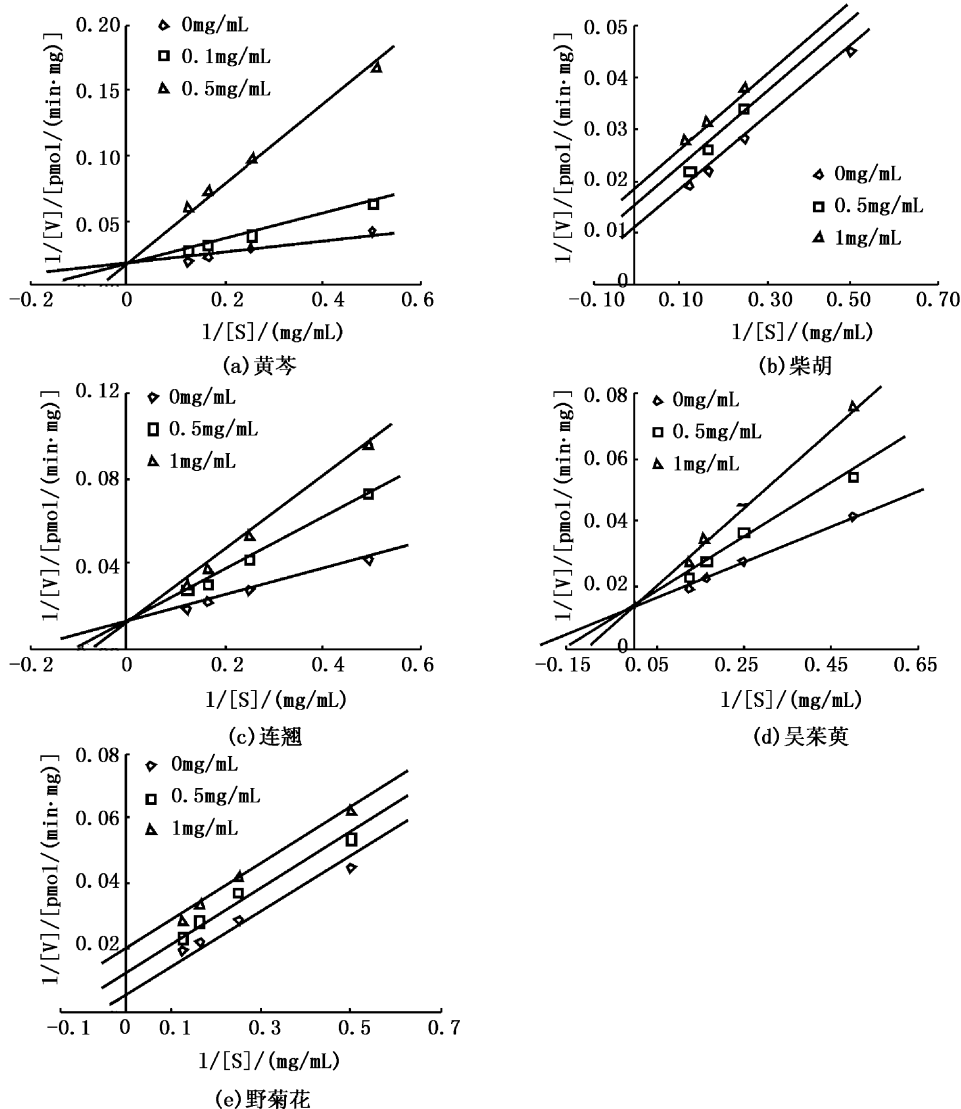 0.20
0.15
0.10
0.05
1/[V]/[pmol/(min·mg)]
0mg/mL
0.1mg/mL
0.5mg/mL
-0.2 0 0.2 0.4 0.6
1/[S]/(mg/mL)
(a)黄芩
0.05
0.04
0.03
0.02
0.01
0
1/[V]/[pmol/(min·mg)]
0mg/mL
0.5mg/mL
1mg/mL
-0.10 0.10 0.30 0.50 0.70
1/[S]/(mg/mL)
(b)柴胡
0.12
0.08
0.04
1/[V]/[pmol/(min·mg)]
0mg/mL
0.5mg/mL
1mg/mL
-0.2 0 0.2 0.4 0.6
1/[S]/(mg/mL)
(c)连翘
0.08
0.06
0.04
0.02
0
1/[V]/[pmol/(min·mg)]
0mg/mL
0.5mg/mL
1mg/mL
-0.15 0.05 0.25 0.45 0.65
1/[S]/(mg/mL)
(d)吴茱萸
0.08
0.06
0.04
0.02
1/[V]/[pmol/(min·mg)]
0mg/mL
0.5mg/mL
1mg/mL
-0.1 0 0.1 0.3 0.5 0.7
1/[S]/(mg/mL)
(e)野菊花